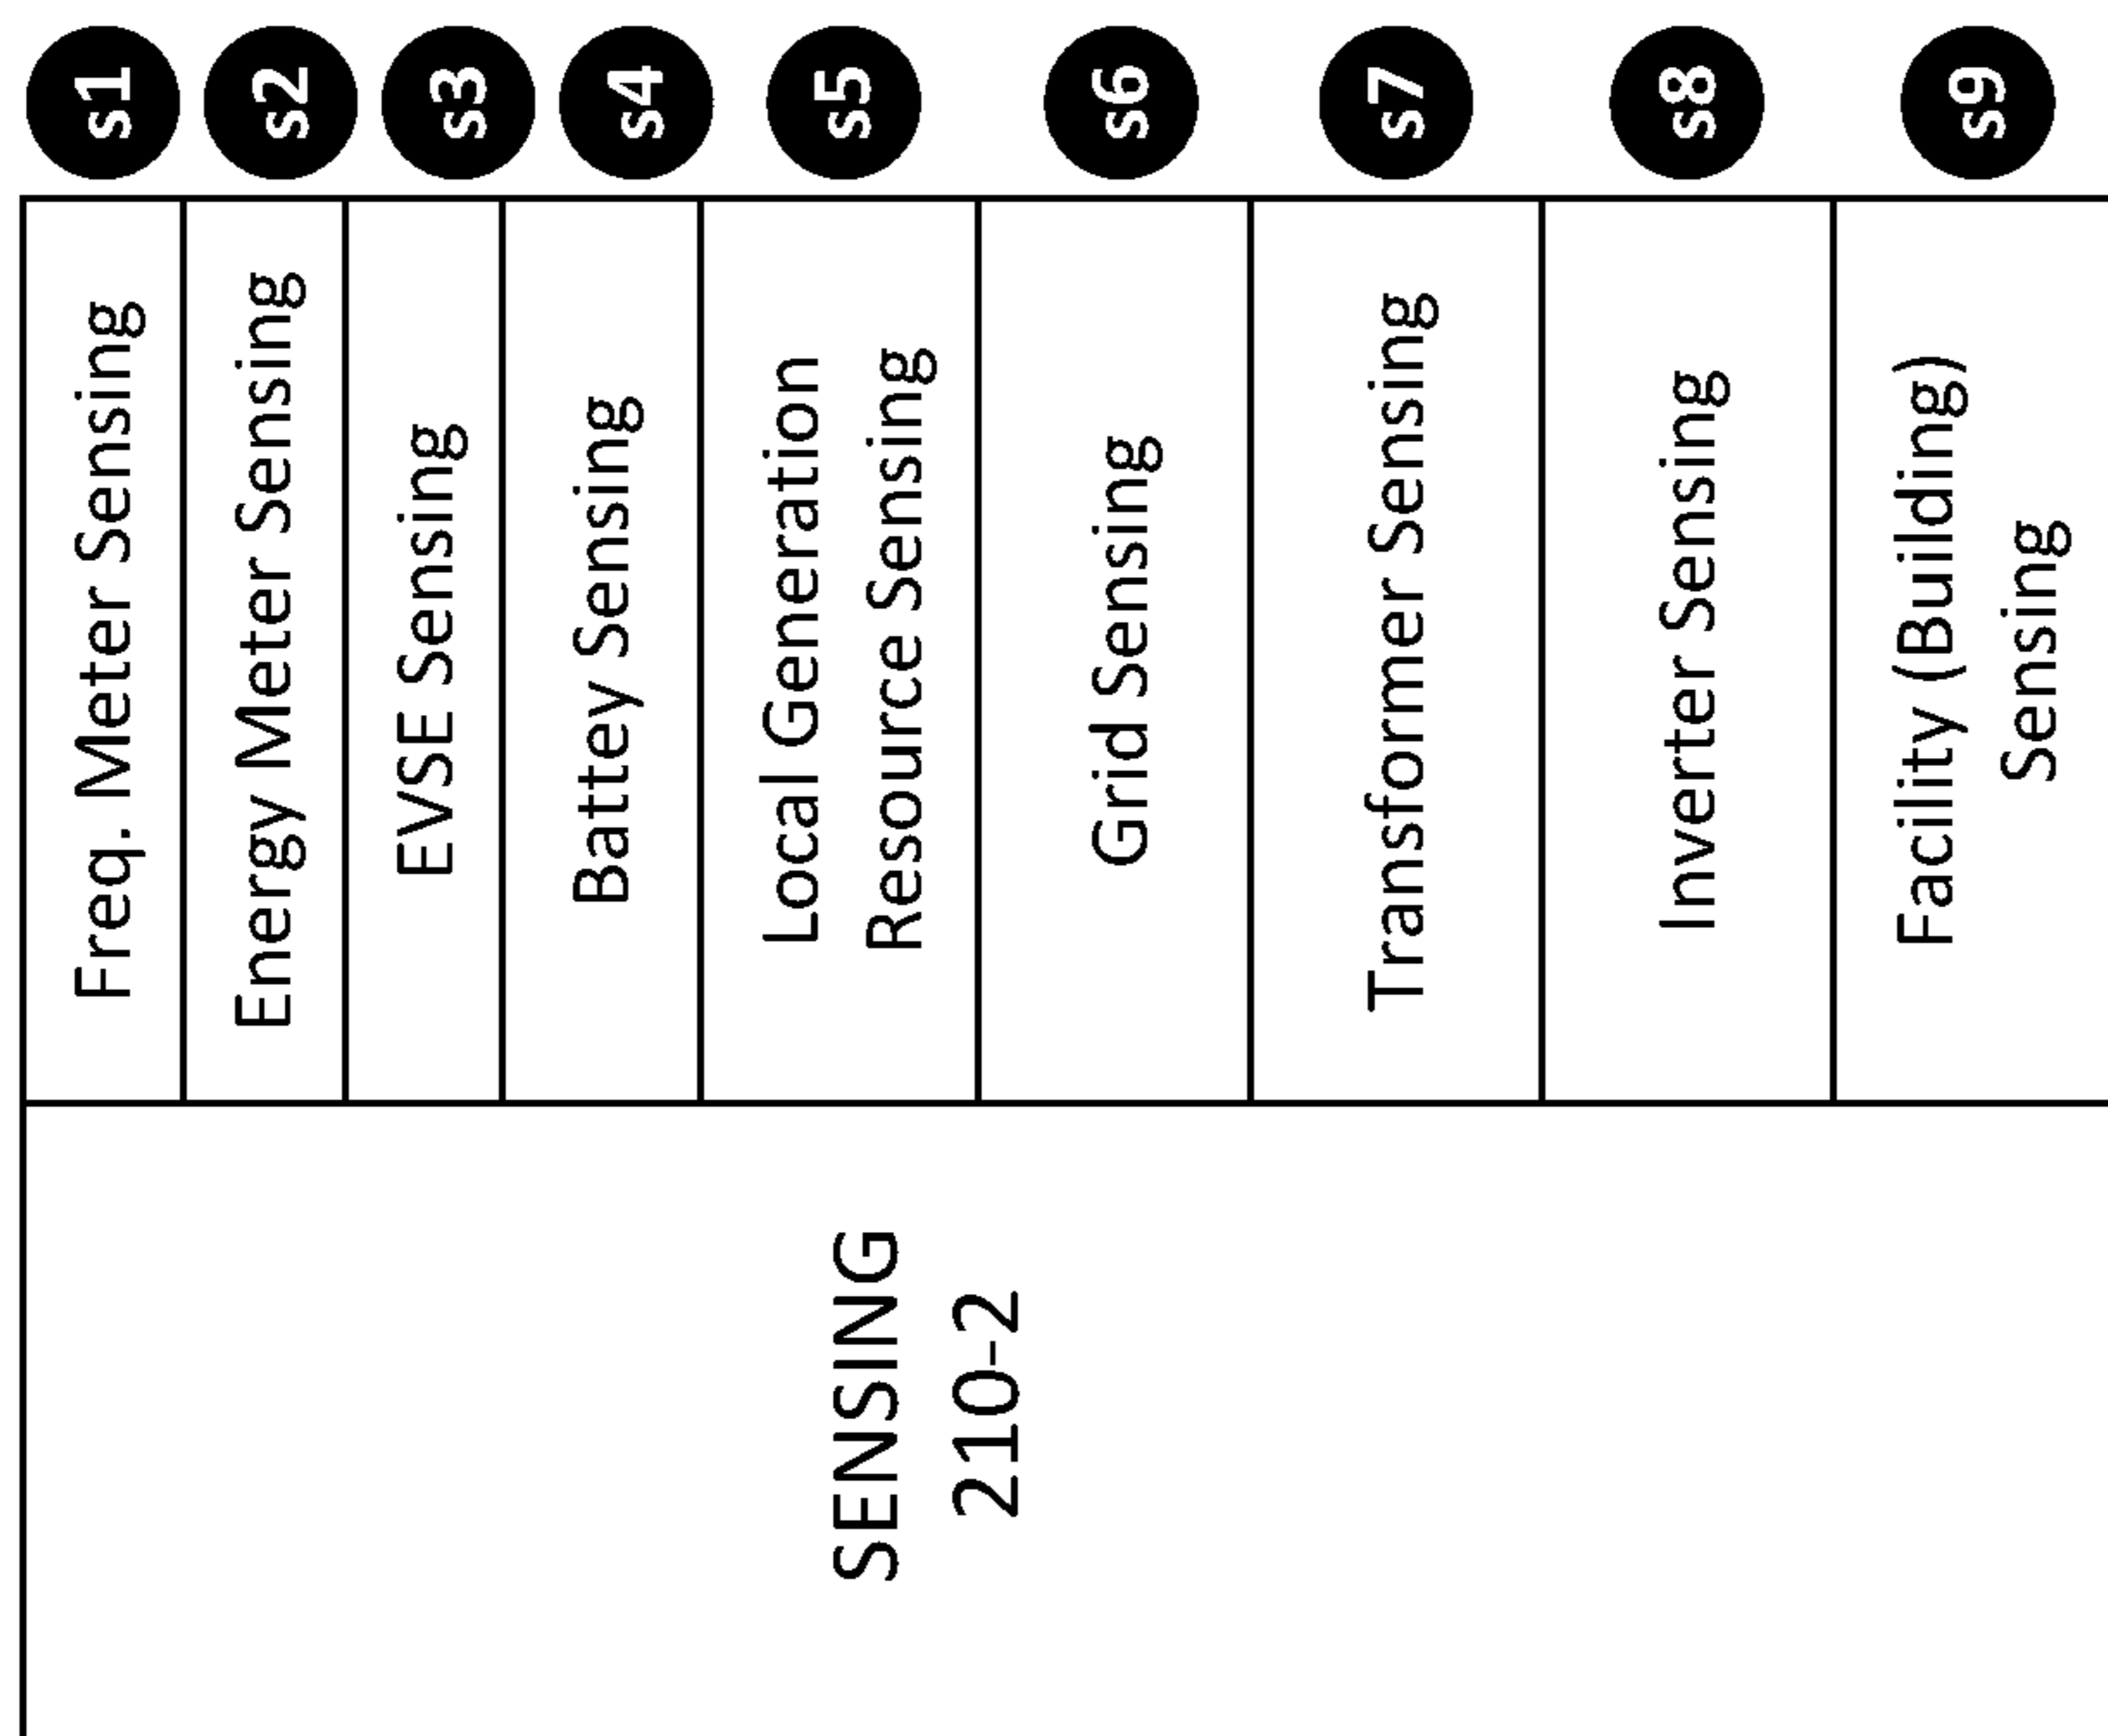 SENSING
210-2
Freq. Meter Sensing
s1
Energy Meter Sensing
s2
EVSE Sensing
s3
Battey Sensing
s4
Local Generation
Resource Sensing
s5
Grid Sensing
s6
Transformer Sensing
s7
Inverter Sensing
s8
Facility (Building)
Sensing
s9